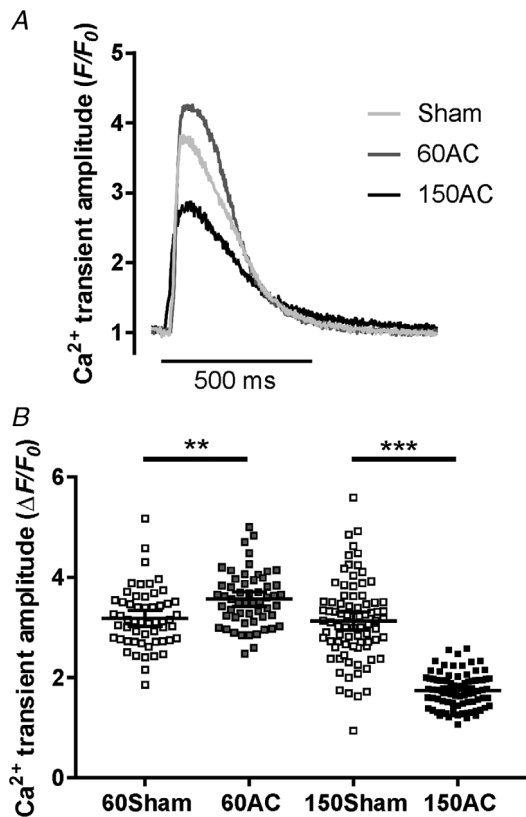 A
Ca²⁺ transient amplitude (F/F₀)
5
4
3
2
1
Sham
60AC
150AC
500 ms
B
Ca²⁺ transient amplitude (ΔF/F₀)
6
4
2
0
**
***
60Sham 60AC 150Sham 150AC